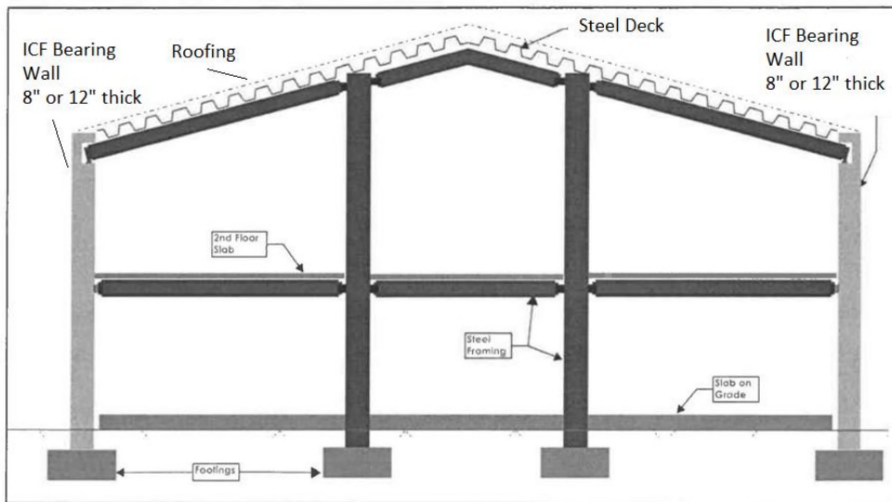 Steel Deck
ICF Bearing
Wall
8" or 12" thick
Roofing
ICF Bearing
Wall
8" or 12" thick
2nd Floor
Slab
Steel
Framing
Slab on
Grade
Footings